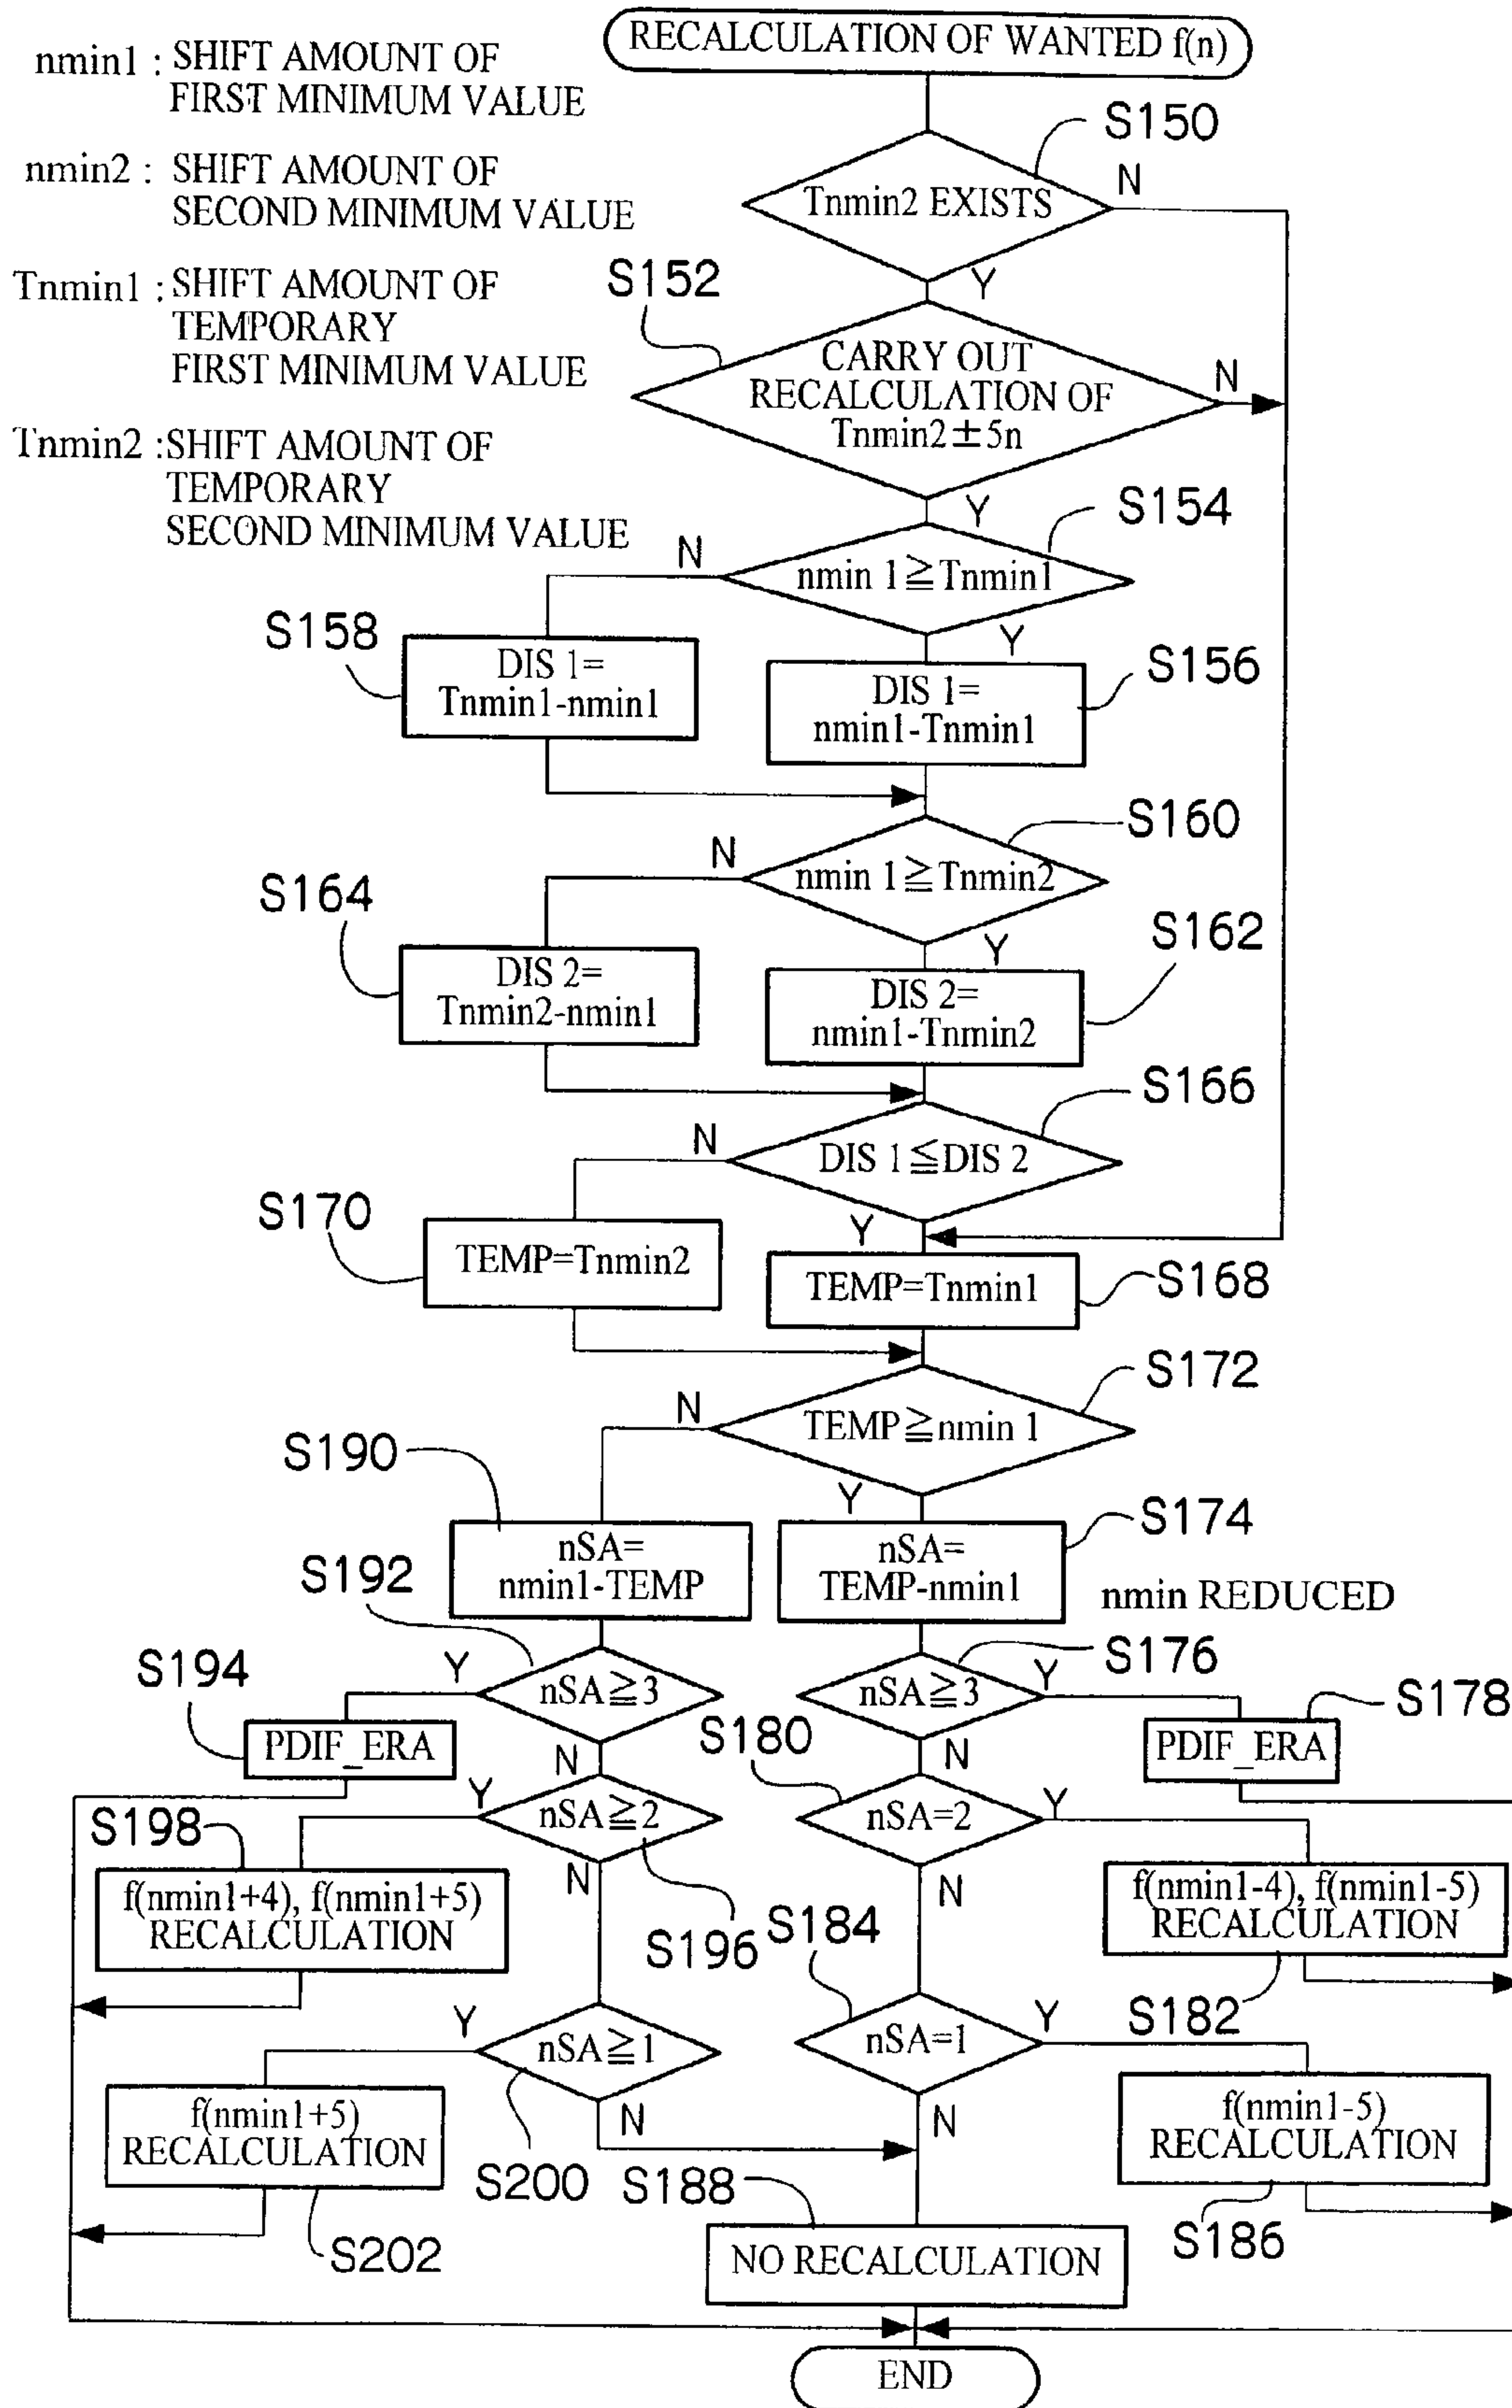 RECALCULATION OF WANTED f(n)
nmin1 : SHIFT AMOUNT OF
FIRST MINIMUM VALUE
nmin2 : SHIFT AMOUNT OF
SECOND MINIMUM VALUE
Tnmin1 : SHIFT AMOUNT OF
TEMPORARY
FIRST MINIMUM VALUE
Tnmin2 : SHIFT AMOUNT OF
TEMPORARY
SECOND MINIMUM VALUE
S150
Tnmin2 EXISTS
N
Y
S152
CARRY OUT
RECALCULATION OF
Tnmin2±5n
N
Y
S154
nmin 1≧Tnmin1
N
Y
S158
DIS 1=
Tnmin1-nmin1
S156
DIS 1=
nmin1-Tnmin1
S160
nmin 1≧Tnmin2
N
Y
S164
DIS 2=
Tnmin2-nmin1
S162
DIS 2=
nmin1-Tnmin2
S166
DIS 1≦DIS 2
N
Y
S170
TEMP=Tnmin2
S168
TEMP=Tnmin1
S172
TEMP≧nmin 1
N
Y
S190
nSA=
nmin1-TEMP
S174
nSA=
TEMP-nmin1
nmin REDUCED
S192
nSA≧3
Y
N
S176
nSA≧3
Y
N
S194
PDIF_ERA
S178
PDIF_ERA
S196
nSA≧2
Y
N
S180
nSA=2
Y
N
S198
f(nmin1+4), f(nmin1+5)
RECALCULATION
S182
f(nmin1-4), f(nmin1-5)
RECALCULATION
S200
nSA≧1
Y
N
S184
nSA=1
Y
N
S202
f(nmin1+5)
RECALCULATION
S186
f(nmin1-5)
RECALCULATION
S188
NO RECALCULATION
END